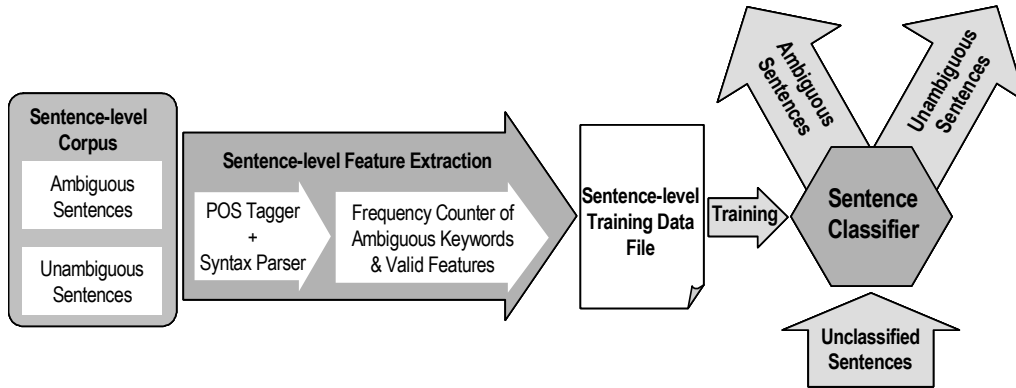 Sentence-level
Corpus
Ambiguous
Sentences
Unambiguous
Sentences
Sentence-level Feature Extraction
POS Tagger
+
Syntax Parser
Frequency Counter of
Ambiguous Keywords
& Valid Features
Sentence-level
Training Data
File
Training
Ambiguous
Sentences
Unambiguous
Sentences
Sentence
Classifier
Unclassified
Sentences